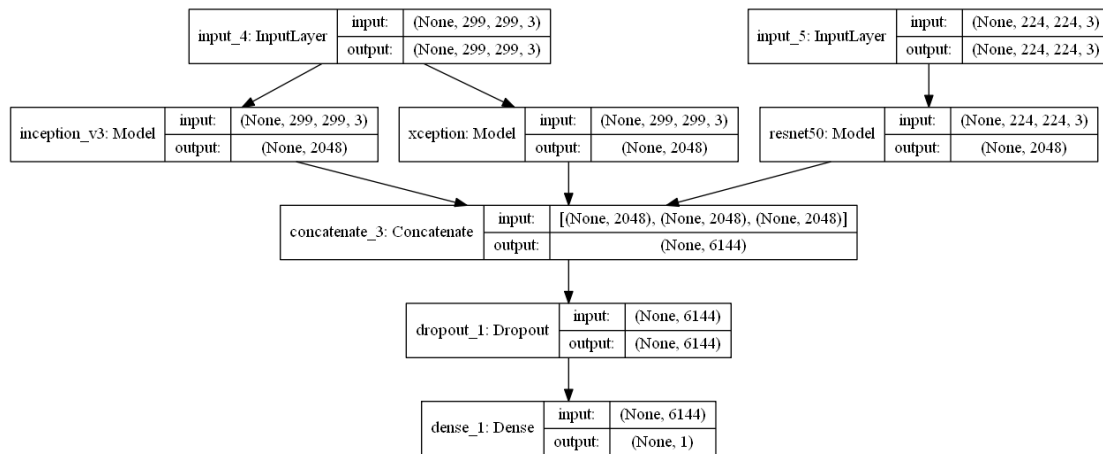 input_4: InputLayer
input: (None, 299, 299, 3)
output: (None, 299, 299, 3)
input_5: InputLayer
input: (None, 224, 224, 3)
output: (None, 224, 224, 3)
inception_v3: Model
input: (None, 299, 299, 3)
output: (None, 2048)
xception: Model
input: (None, 299, 299, 3)
output: (None, 2048)
resnet50: Model
input: (None, 224, 224, 3)
output: (None, 2048)
concatenate_3: Concatenate
input: [(None, 2048), (None, 2048), (None, 2048)]
output: (None, 6144)
dropout_1: Dropout
input: (None, 6144)
output: (None, 6144)
dense_1: Dense
input: (None, 6144)
output: (None, 1)